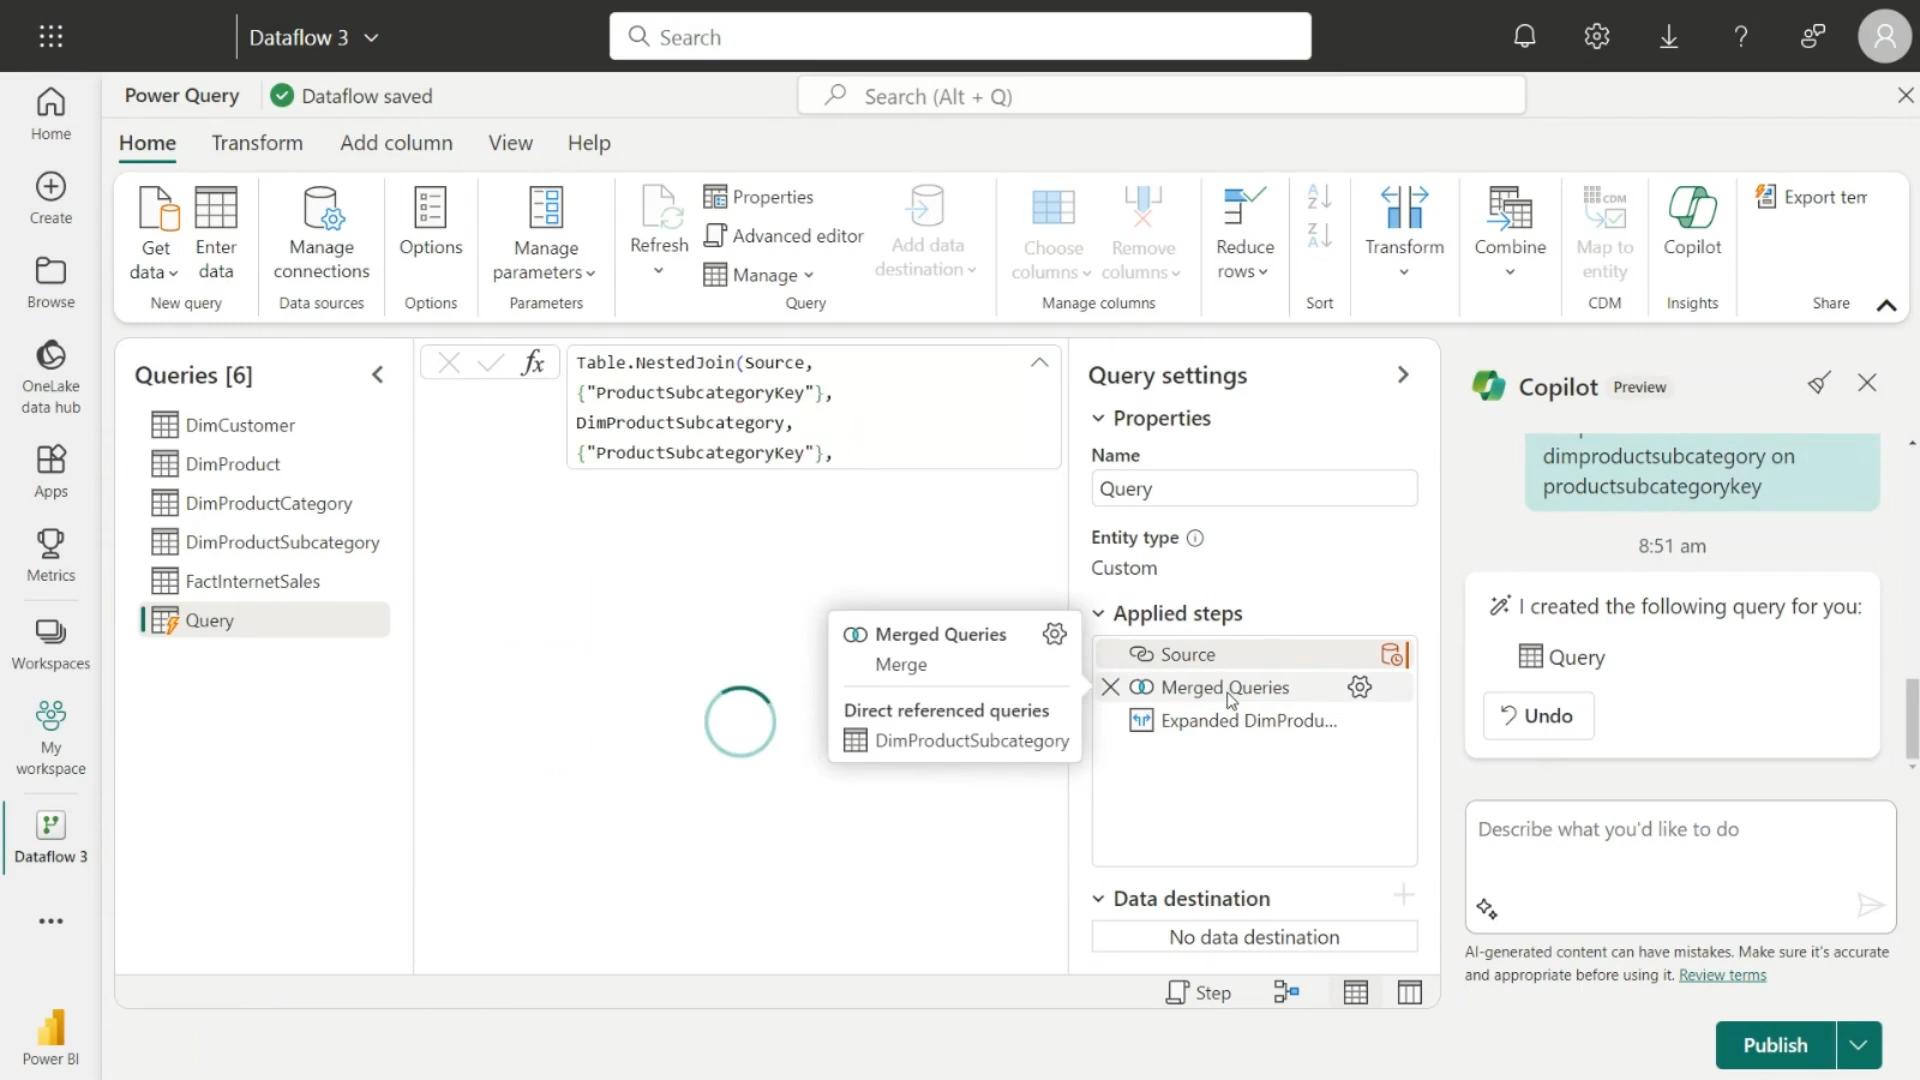 Dataflow 3
Search
Power Query
Dataflow saved
Search (Alt + Q)
Home
Transform
Add column
View
Help
Get data
Enter data
New query
Manage connections
Data sources
Options
Options
Manage parameters
Parameters
Refresh
Properties
Advanced editor
Manage
Add data destination
Query
Choose columns
Remove columns
Manage columns
Reduce rows
A
Z
Z
A
Sort
Transform
Combine
CDM
Map to entity
CDM
Copilot
Insights
Export tem
Share
Home
Create
Browse
OneLake
data hub
Apps
Metrics
Workspaces
My
workspace
Dataflow 3
Power BI
Queries [6]
DimCustomer
DimProduct
DimProductCategory
DimProductSubcategory
FactInternetSales
Query
fx
Table.NestedJoin(Source,
{"ProductSubcategoryKey"},
DimProductSubcategory,
{"ProductSubcategoryKey"},
Merged Queries
Merge
Direct referenced queries
DimProductSubcategory
Query settings
Properties
Name
Query
Entity type
Custom
Applied steps
Source
Merged Queries
Expanded DimProdu...
Data destination
No data destination
Step
Copilot Preview
dimproductsubcategory on
productsubcategorykey
8:51 am
I created the following query for you:
Query
Undo
Describe what you'd like to do
AI-generated content can have mistakes. Make sure it's accurate
and appropriate before using it. Review terms
Publish